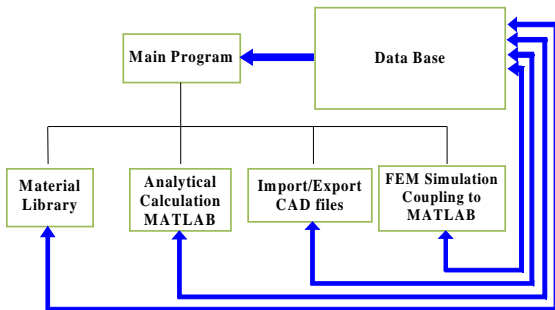 Main Program
Data Base
Material
Library
Analytical
Calculation
MATLAB
Import/Export
CAD files
FEM Simulation
Coupling to
MATLAB